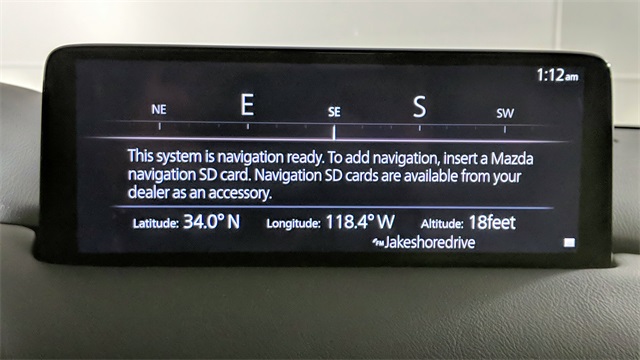 1:12am
NE E SE S SW
This system is navigation ready. To add navigation, insert a Mazda
navigation SD card. Navigation SD cards are available from your
dealer as an accessory.
Latitude: 34.0° N Longitude: 118.4° W Altitude: 18feet
Jakeshoredrive